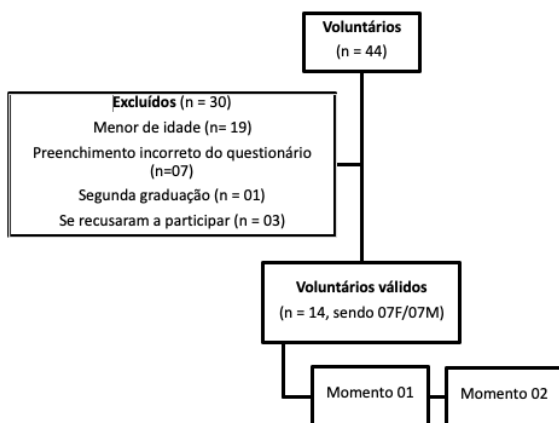 Voluntários
(n = 44)
Excluídos (n = 30)
Menor de idade (n= 19)
Preenchimento incorreto do questionário
(n=07)
Segunda graduação (n = 01)
Se recusaram a participar (n = 03)
Voluntários válidos
(n = 14, sendo 07F/07M)
Momento 01
Momento 02